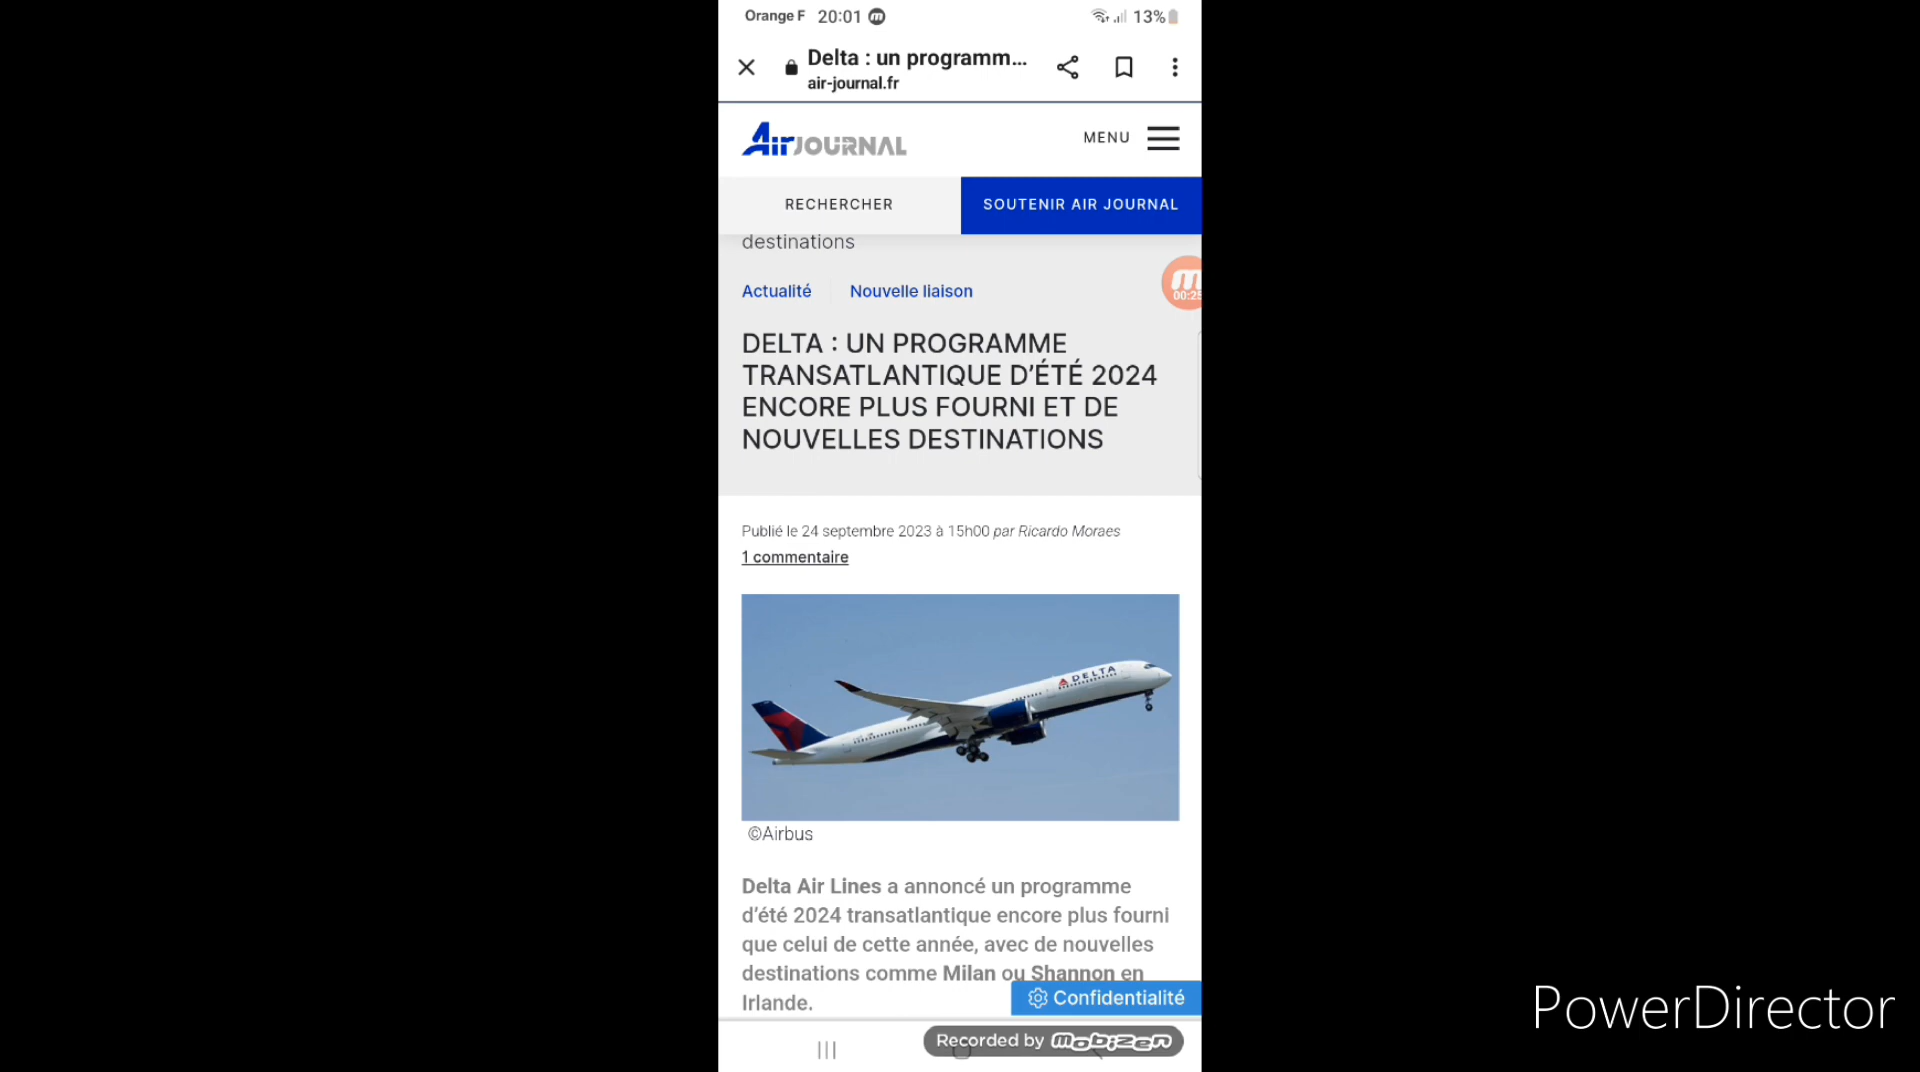 Orange F 20:01 13%
Delta : un programm...
air-journal.fr
Air JOURNAL
MENU
RECHERCHER
SOUTENIR AIR JOURNAL
destinations
Actualité
Nouvelle liaison
00:25
DELTA : UN PROGRAMME
TRANSATLANTIQUE D’ÉTÉ 2024
ENCORE PLUS FOURNI ET DE
NOUVELLES DESTINATIONS
Publié le 24 septembre 2023 à 15h00 par Ricardo Moraes
1 commentaire
DELTA
©Airbus
Delta Air Lines a annoncé un programme
d’été 2024 transatlantique encore plus fourni
que celui de cette année, avec de nouvelles
destinations comme Milan ou Shannon en
Irlande.
Confidentialité
Recorded by mobizen
PowerDirector